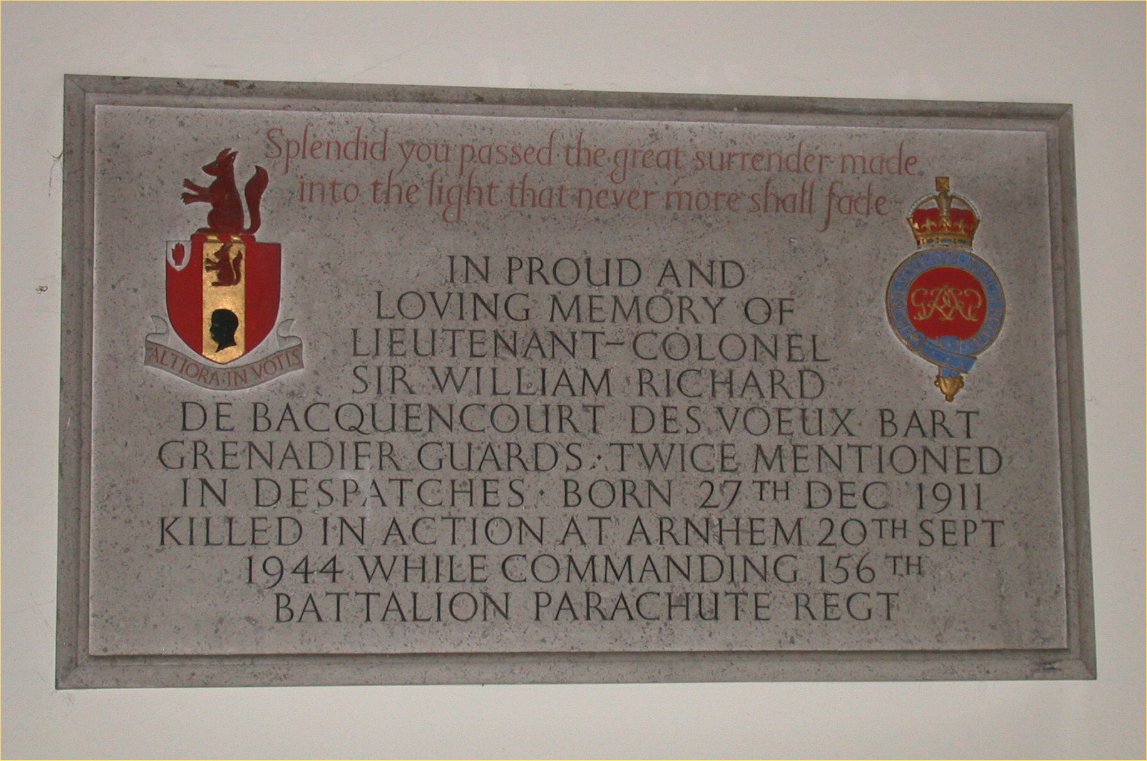 Splendid you passed·the·great surrender·made·
into the light that·never more·shall fade·
ALTIORA·IN VOTIS
IN PROUD AND
LOVING MEMORY OF
LIEUTENANT-COLONEL
SIR WILLIAM RICHARD
DE BACQUENCOURT DES VOEUX·BART
GRENADIER GUARDS·TWICE MENTIONED
IN DESPATCHES·BORN 27TH DEC 1911
KILLED IN ACTION AT ARNHEM 20TH SEPT
1944 WHILE COMMANDING 156TH
BATTALION PARACHUTE REGT